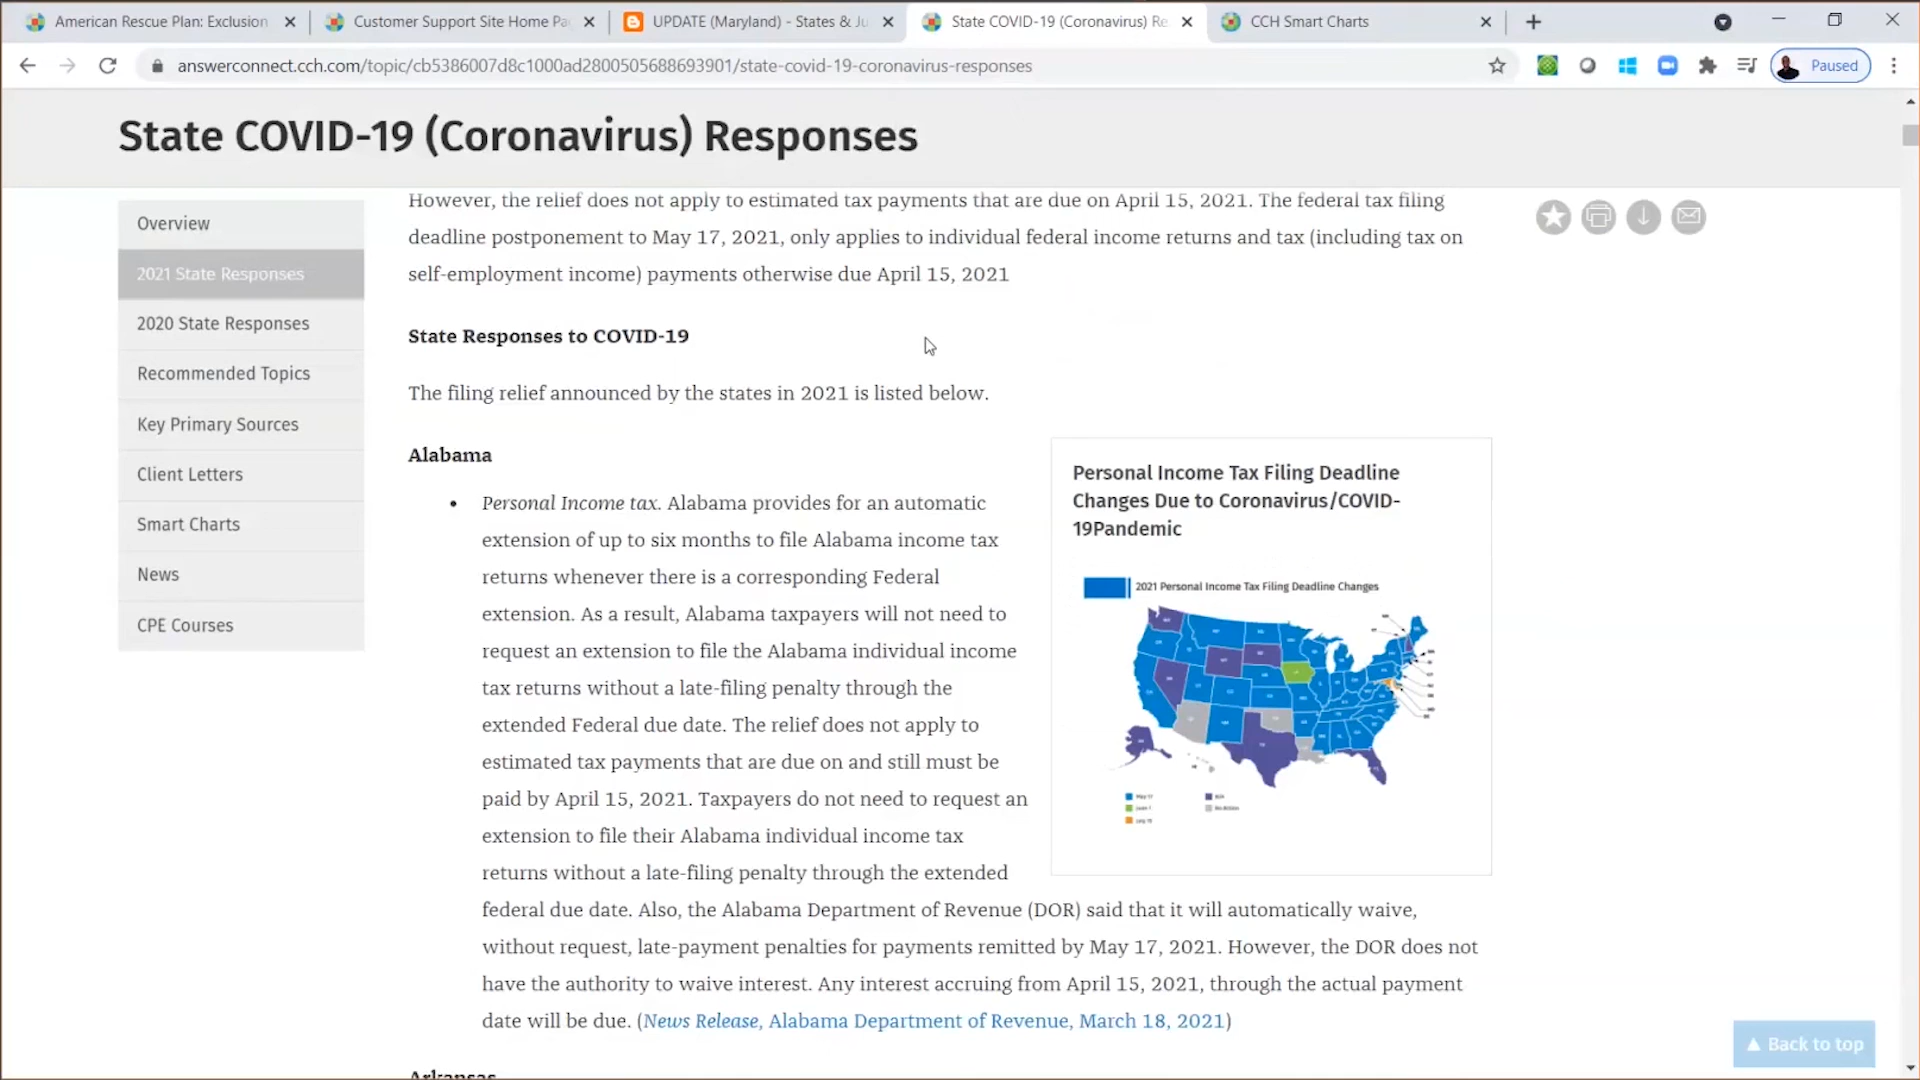 American Rescue Plan: Exclusion
Customer Support Site Home Pa
UPDATE (Maryland) - States & Ju
State COVID-19 (Coronavirus) Re
CCH Smart Charts
answerconnect.cch.com/topic/cb5386007d8c1000ad2800505688693901/state-covid-19-coronavirus-responses
Paused
State COVID-19 (Coronavirus) Responses
Overview
2021 State Responses
2020 State Responses
Recommended Topics
Key Primary Sources
Client Letters
Smart Charts
News
CPE Courses
However, the relief does not apply to estimated tax payments that are due on April 15, 2021. The federal tax filing
deadline postponement to May 17, 2021, only applies to individual federal income returns and tax (including tax on
self-employment income) payments otherwise due April 15, 2021
State Responses to COVID-19
The filing relief announced by the states in 2021 is listed below.
Alabama
• Personal Income tax. Alabama provides for an automatic
extension of up to six months to file Alabama income tax
returns whenever there is a corresponding Federal
extension. As a result, Alabama taxpayers will not need to
request an extension to file the Alabama individual income
tax returns without a late-filing penalty through the
extended Federal due date. The relief does not apply to
estimated tax payments that are due on and still must be
paid by April 15, 2021. Taxpayers do not need to request an
extension to file their Alabama individual income tax
returns without a late-filing penalty through the extended
federal due date. Also, the Alabama Department of Revenue (DOR) said that it will automatically waive,
without request, late-payment penalties for payments remitted by May 17, 2021. However, the DOR does not
have the authority to waive interest. Any interest accruing from April 15, 2021, through the actual payment
date will be due. (News Release, Alabama Department of Revenue, March 18, 2021)
Personal Income Tax Filing Deadline
Changes Due to Coronavirus/COVID-
19Pandemic
2021 Personal Income Tax Filing Deadline Changes
May 17
Arkansas
Back to top